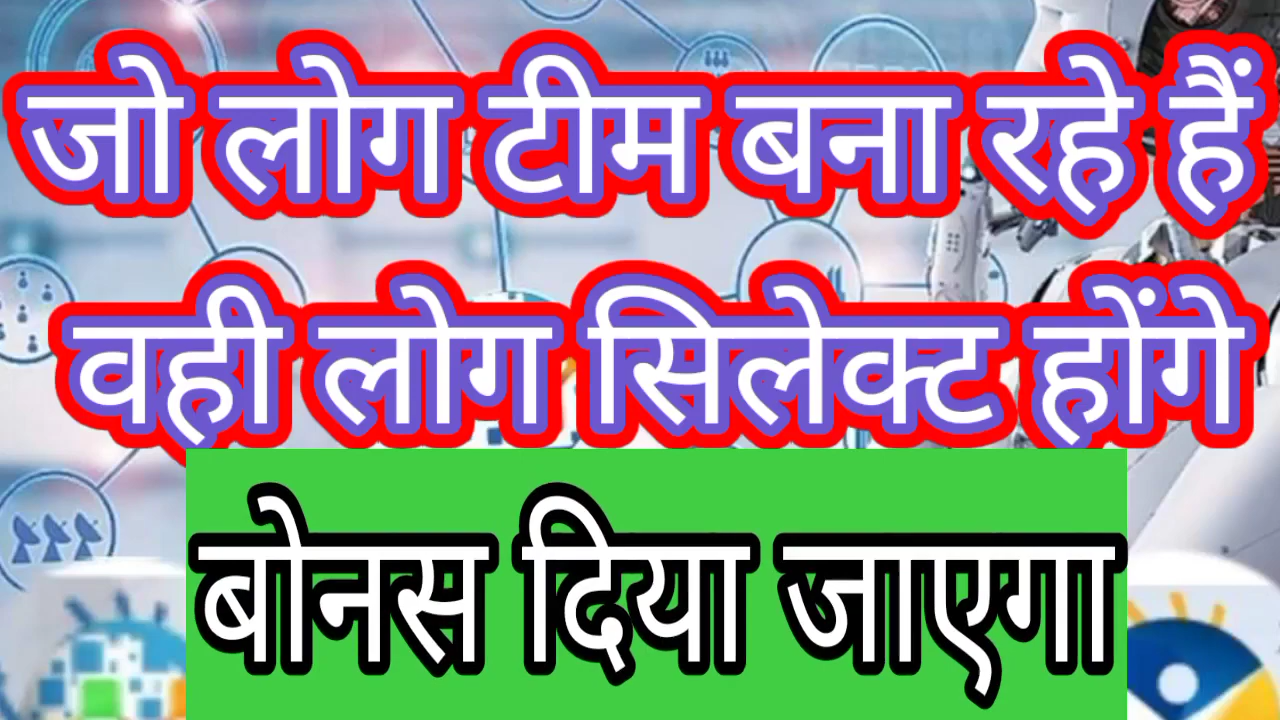 जो लोग टीम बना रहे हैं
वही लोग सिलेक्ट होंगे
बोनस दिया जाएगा